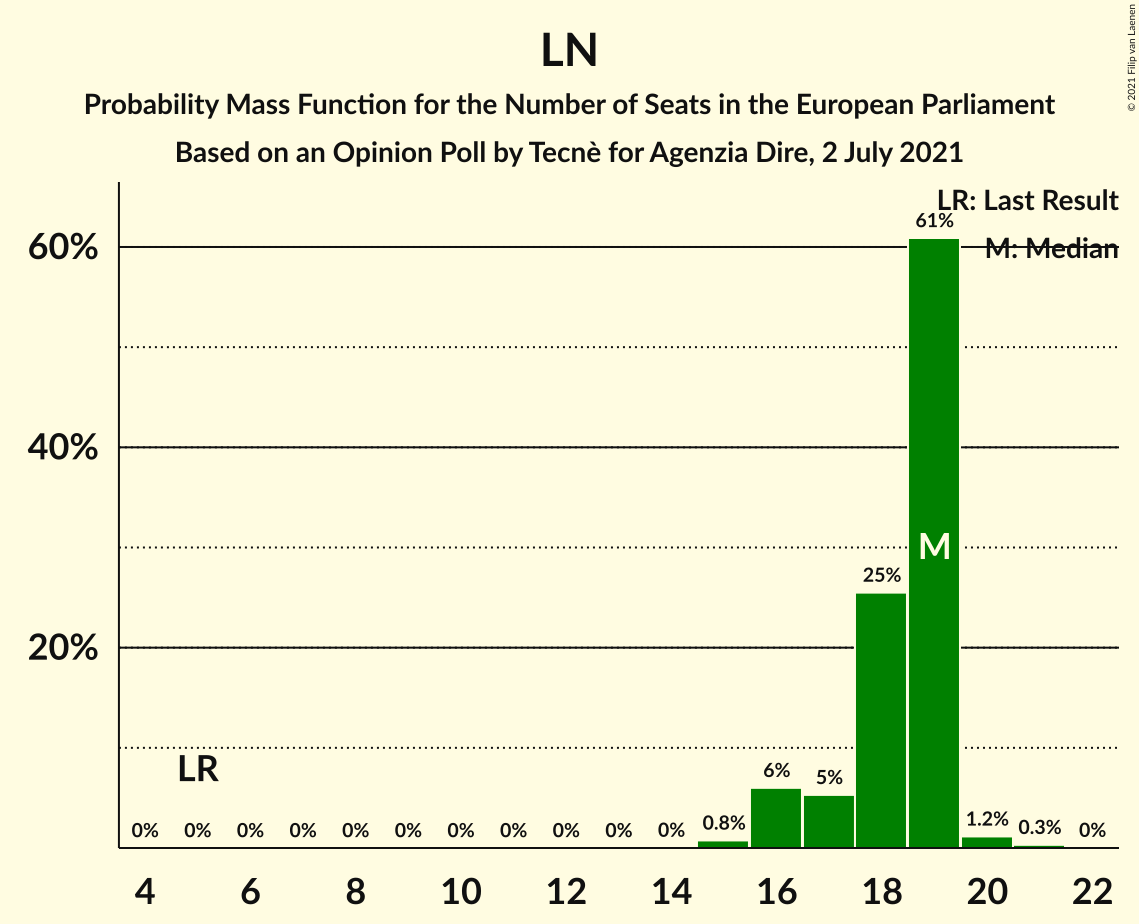 LN
Probability Mass Function for the Number of Seats in the European Parliament
Based on an Opinion Poll by Tecnè for Agenzia Dire, 2 July 2021
© 2021 Filip van Laenen
LR: Last Result
M: Median
60%
40%
20%
61%
M
25%
LR
0% 0% 0% 0% 0% 0% 0% 0% 0% 0% 0% 0.8% 6% 5% 1.2% 0.3% 0%
4 6 8 10 12 14 16 18 20 22